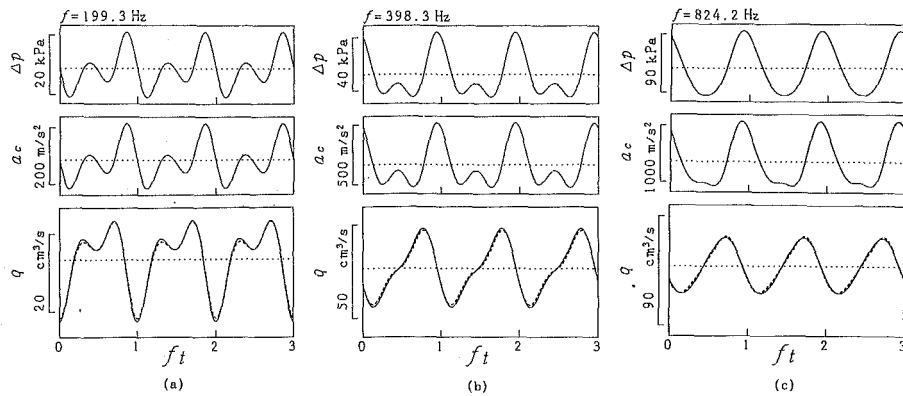 f=199.3 Hz
Δp
20 kPa
ac
200 m/s²
Q
20 cm³/s
0 1 2 3
ft
(a)
f=398.3 Hz
Δp
40 kPa
ac
500 m/s²
Q
50 cm³/s
0 1 2 3
ft
(b)
f=824.2 Hz
Δp
90 kPa
ac
1000 m/s²
Q
90 cm³/s
0 1 2 3
ft
(c)